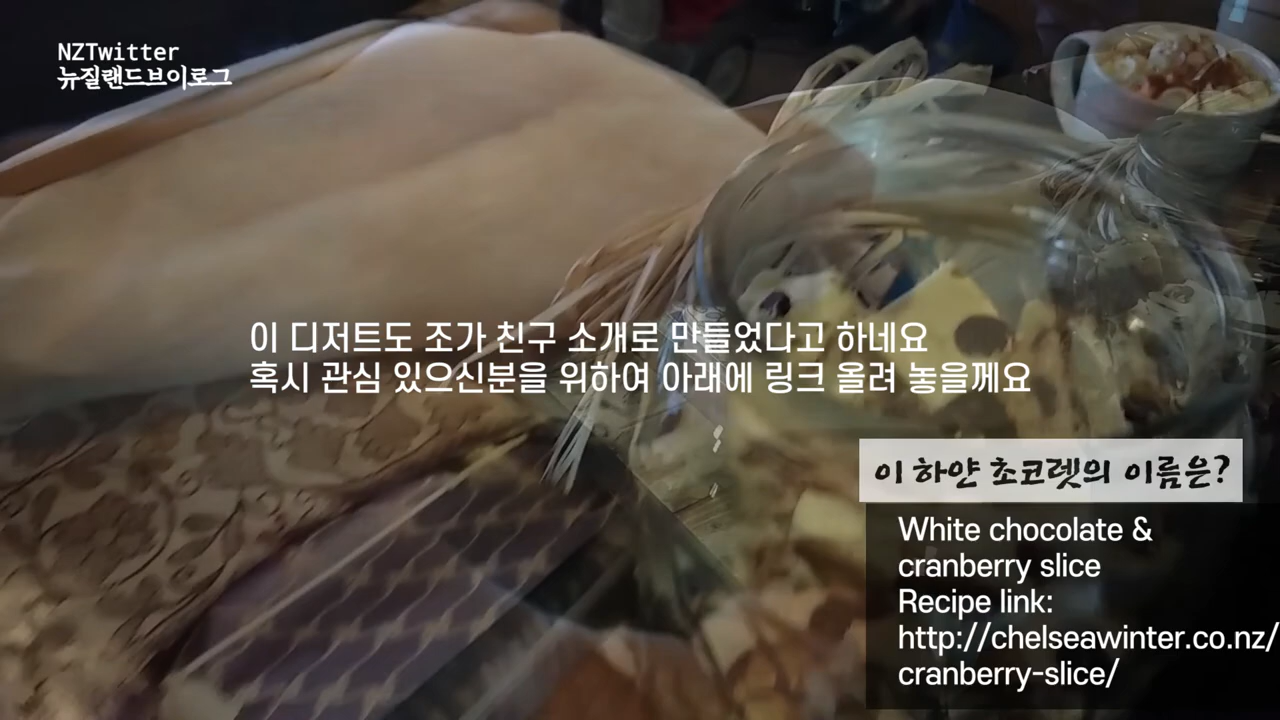 NZTwitter
뉴질랜드브이로그
이 디저트도 조가 친구 소개로 만들었다고 하네요
혹시 관심 있으신분을 위하여 아래에 링크 올려 놓을께요
이 하얀 초코렛의 이름은?
White chocolate &
cranberry slice
Recipe link:
http://chelseawinter.co.nz/
cranberry-slice/